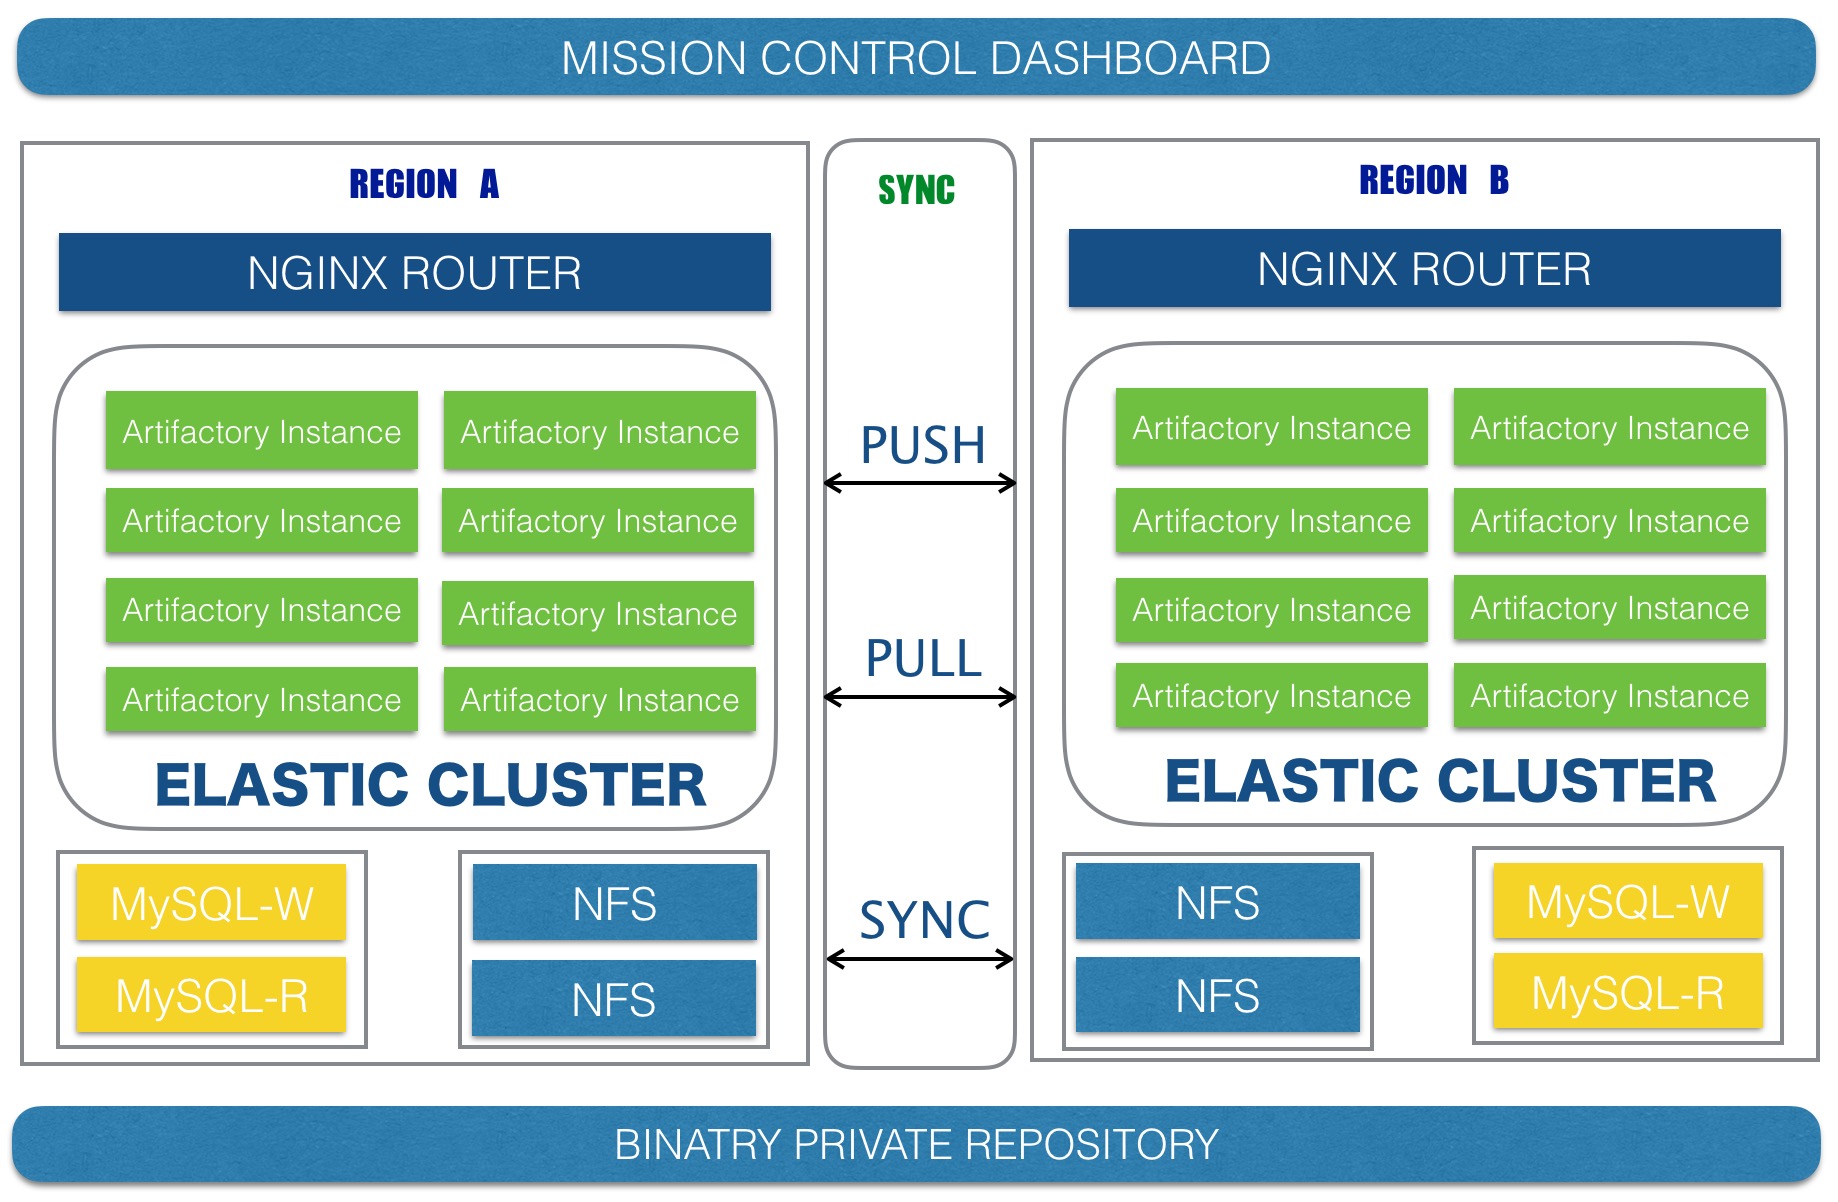 MISSION CONTROL DASHBOARD
REGION A
NGINX ROUTER
Artifactory Instance
Artifactory Instance
Artifactory Instance
Artifactory Instance
Artifactory Instance
Artifactory Instance
Artifactory Instance
Artifactory Instance
ELASTIC CLUSTER
MySQL-W
MySQL-R
NFS
NFS
SYNC
PUSH
PULL
SYNC
REGION B
NGINX ROUTER
Artifactory Instance
Artifactory Instance
Artifactory Instance
Artifactory Instance
Artifactory Instance
Artifactory Instance
Artifactory Instance
Artifactory Instance
ELASTIC CLUSTER
NFS
NFS
MySQL-W
MySQL-R
BINATRY PRIVATE REPOSITORY